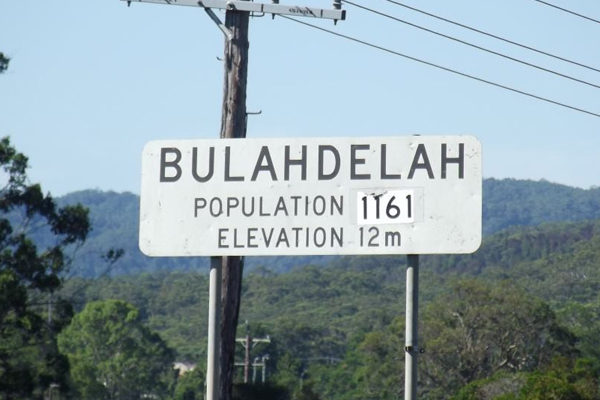 BULAHDELAH
POPULATION 1161
ELEVATION 12m